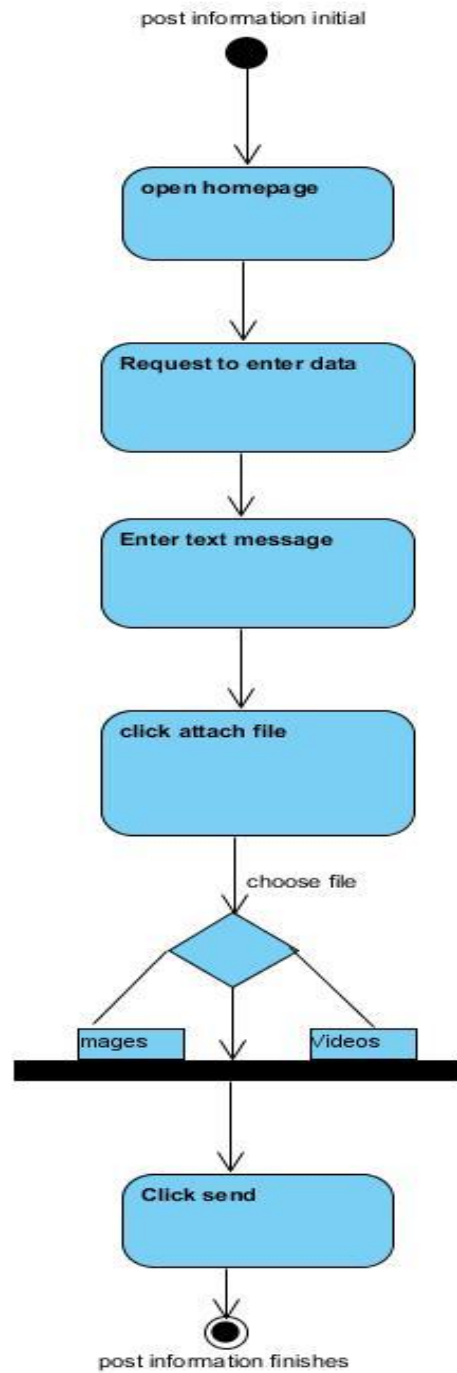 post information initial
open homepage
Request to enter data
Enter text message
click attach file
choose file
mages
Videos
Click send
post information finishes